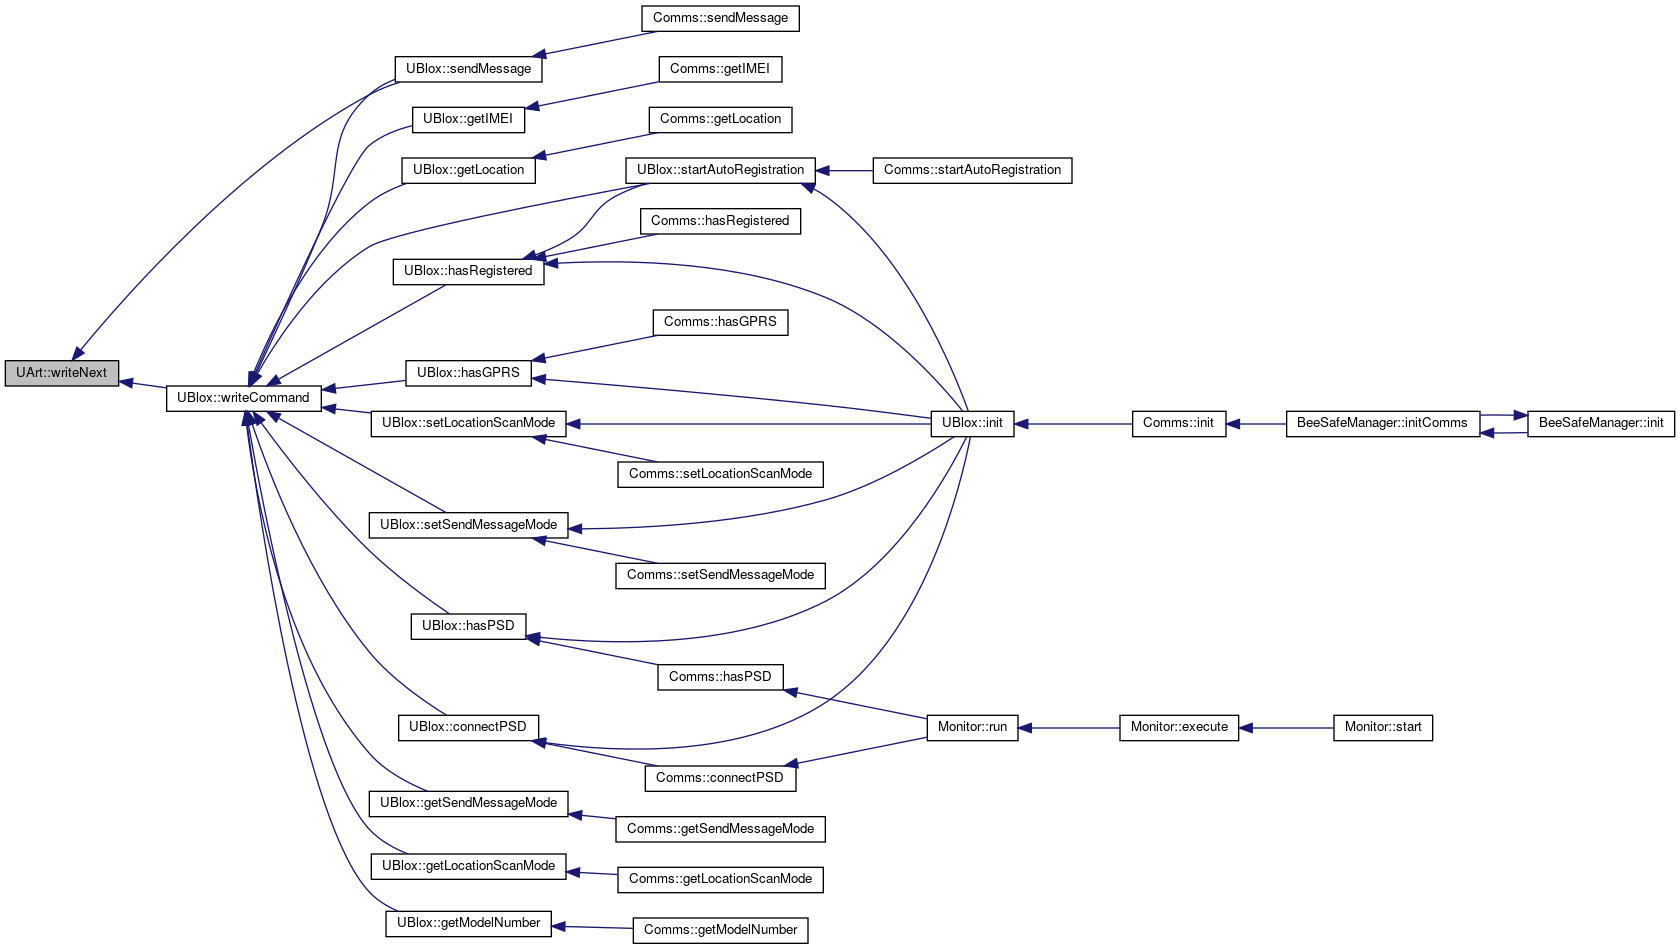 Comms::sendMessage
UBlox::sendMessage
Comms::getIMEI
UBlox::getIMEI
Comms::getLocation
UBlox::getLocation
UBlox::startAutoRegistration
Comms::startAutoRegistration
Comms::hasRegistered
UBlox::hasRegistered
Comms::hasGPRS
UArt::writeNext
UBlox::hasGPRS
UBlox::writeCommand
UBlox::setLocationScanMode
UBlox::init
Comms::init
BeeSafeManager::initComms
BeeSafeManager::init
Comms::setLocationScanMode
UBlox::setSendMessageMode
Comms::setSendMessageMode
UBlox::hasPSD
Comms::hasPSD
UBlox::connectPSD
Monitor::run
Monitor::execute
Monitor::start
Comms::connectPSD
UBlox::getSendMessageMode
Comms::getSendMessageMode
UBlox::getLocationScanMode
Comms::getLocationScanMode
UBlox::getModelNumber
Comms::getModelNumber